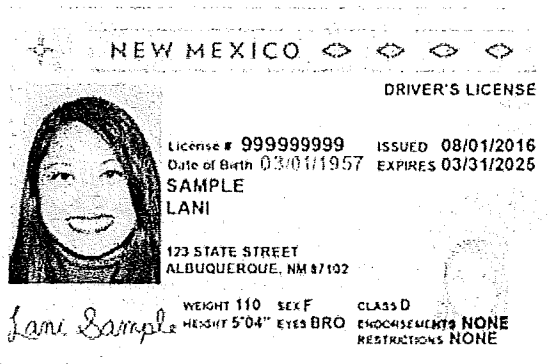 NEW MEXICO
DRIVER'S LICENSE
License # 999999999 ISSUED 08/01/2016
Date of Birth 03/01/1957 EXPIRES 03/31/2025
SAMPLE
LANI
123 STATE STREET
ALBUQUERQUE, NM 87102
WEIGHT 110 SEX F CLASS D
HEIGHT 5'04" EYES BRO ENDORSEMENTS NONE
RESTRICTIONS NONE
Lani Sample